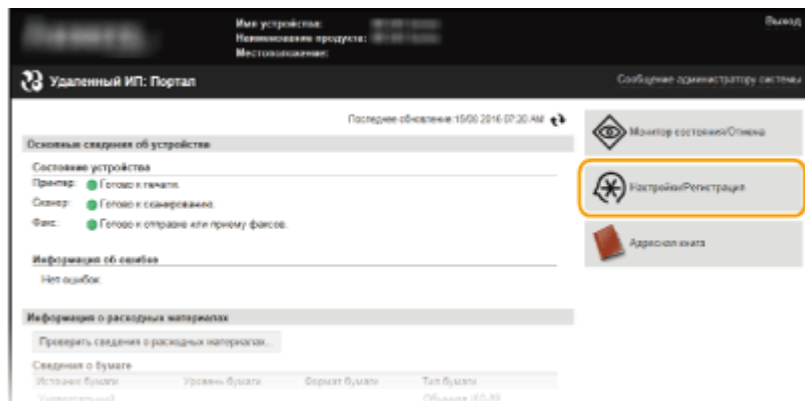 Имя устройства:
Выход
Наименование продукта:
Местоположение:
Удаленный ИП: Портал
Сообщение администратору системы
Последнее обновление: 15/06 2016 07:20 AM
Основные сведения об устройстве
Состояние устройства
Принтер: Готово к печати.
Сканер: Готово к сканированию.
Факс: Готово к отправке или приему факсов.
Информация об ошибке
Нет ошибок.
Информация о расходных материалах
Проверить сведения о расходных материалах...
Сведения о бумаге
Источник бумаги Уровень бумаги Формат бумаги Тип бумаги
Универсальный
Монитор состояния/Отмена
Настройки/Регистрация
Адресная книга